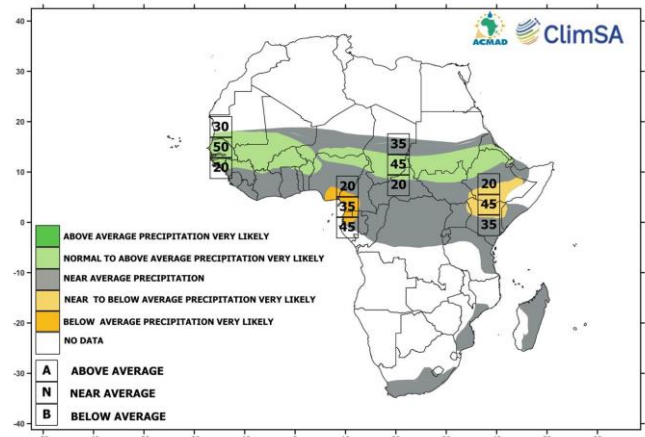 ACMAD
ClimSA
40
30
20
10
0
-10
-20
-30
-40
30
50
20
35
45
20
20
35
45
20
45
35
ABOVE AVERAGE PRECIPITATION VERY LIKELY
NORMAL TO ABOVE AVERAGE PRECIPITATION VERY LIKELY
NEAR AVERAGE PRECIPITATION
NEAR TO BELOW AVERAGE PRECIPITATION VERY LIKELY
BELOW AVERAGE PRECIPITATION VERY LIKELY
NO DATA
A ABOVE AVERAGE
N NEAR AVERAGE
B BELOW AVERAGE